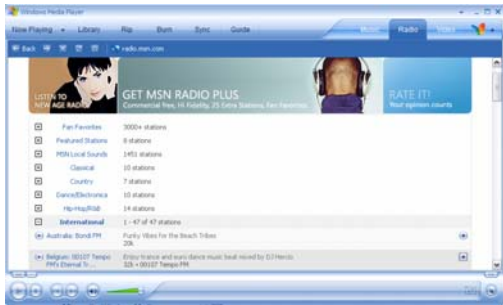 Windows Media Player
Now Playing Library Rip Burn Sync Guide Music Radio Video
Back radio.msn.com
LISTEN TO
NEW AGE RADIO
GET MSN RADIO PLUS
Commercial free, Hi Fidelity, 25 Extra Stations, Fan Favorites
RATE IT!
Your opinion counts
Fan Favorites 3000+ stations
Featured Stations 8 stations
MSN Local Sounds 1451 stations
Classical 10 stations
Country 7 stations
Dance/Electronica 10 stations
Hip-Hop/R&B 14 stations
International 1 - 47 of 47 stations
Australia: Bondi FM Funky Vibes for the Beach Tribes
20k
Belgium: 00107 Tempo Enjoy trance and euro dance music beat mixed by DJ
FM's Eternal Tr... 32k • 00107 Tempo FM